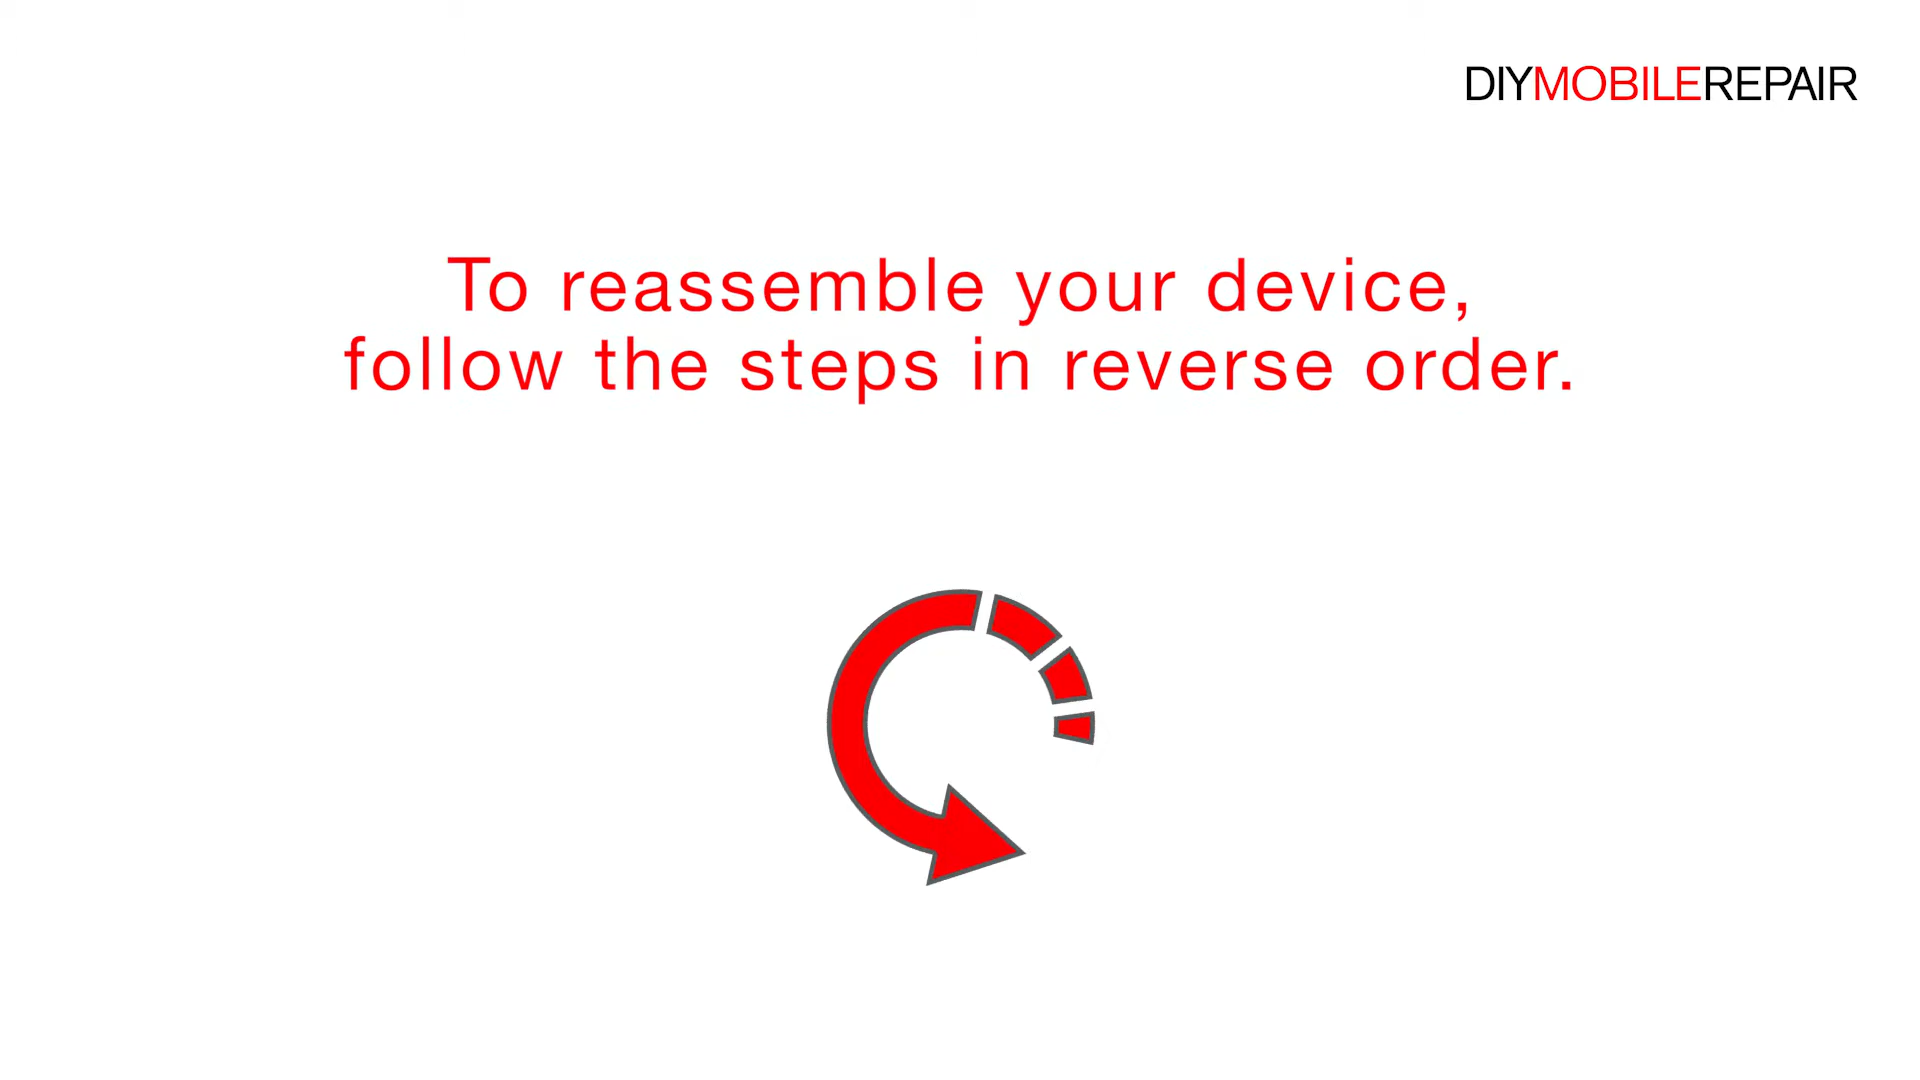 DIYMOBILEREPAIR
To reassemble your device,
follow the steps in reverse order.